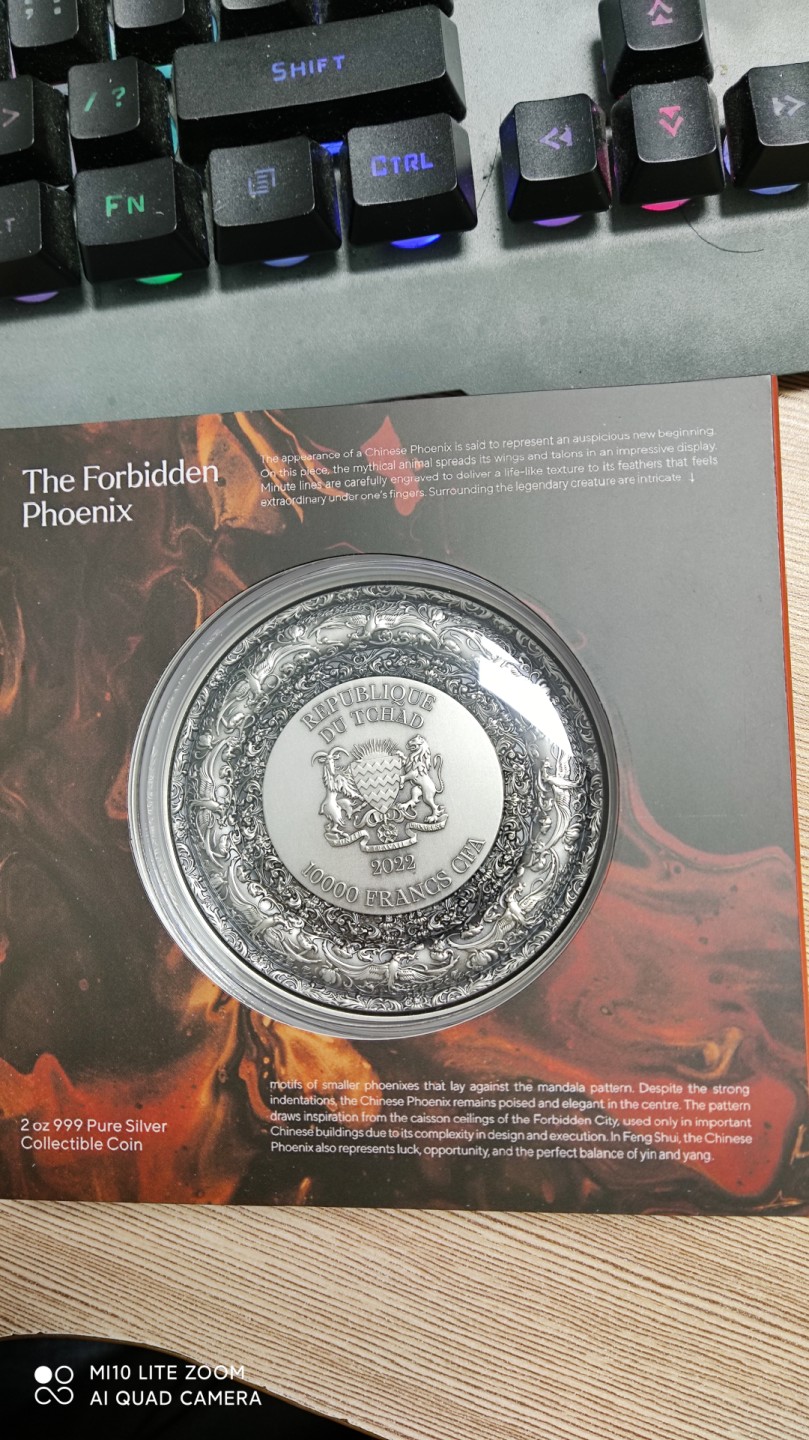 ; :
SHIFT
>
/ ?
FN
CTRL
The Forbidden
Phoenix
The appearance of a Chinese Phoenix is said to represent an auspicious new beginning.
On this piece, the mythical animal spreads its wings and talons in an impressive display.
Minute lines are carefully engraved to deliver a life-like texture to its feathers that feels
extraordinary under one's fingers. Surrounding the legendary creature are intricate ↓
REPUBLIQUE
DU TCHAD
2022
10000 FRANCS CFA
motifs of smaller phoenixes that lay against the mandala pattern. Despite the strong
indentations, the Chinese Phoenix remains poised and elegant in the centre. The pattern
draws inspiration from the caisson ceilings of the Forbidden City, used only in important
Chinese buildings due to its complexity in design and execution. In Feng Shui, the Chinese
Phoenix also represents luck, opportunity, and the perfect balance of yin and yang.
2 oz 999 Pure Silver
Collectible Coin
MI10 LITE ZOOM
AI QUAD CAMERA